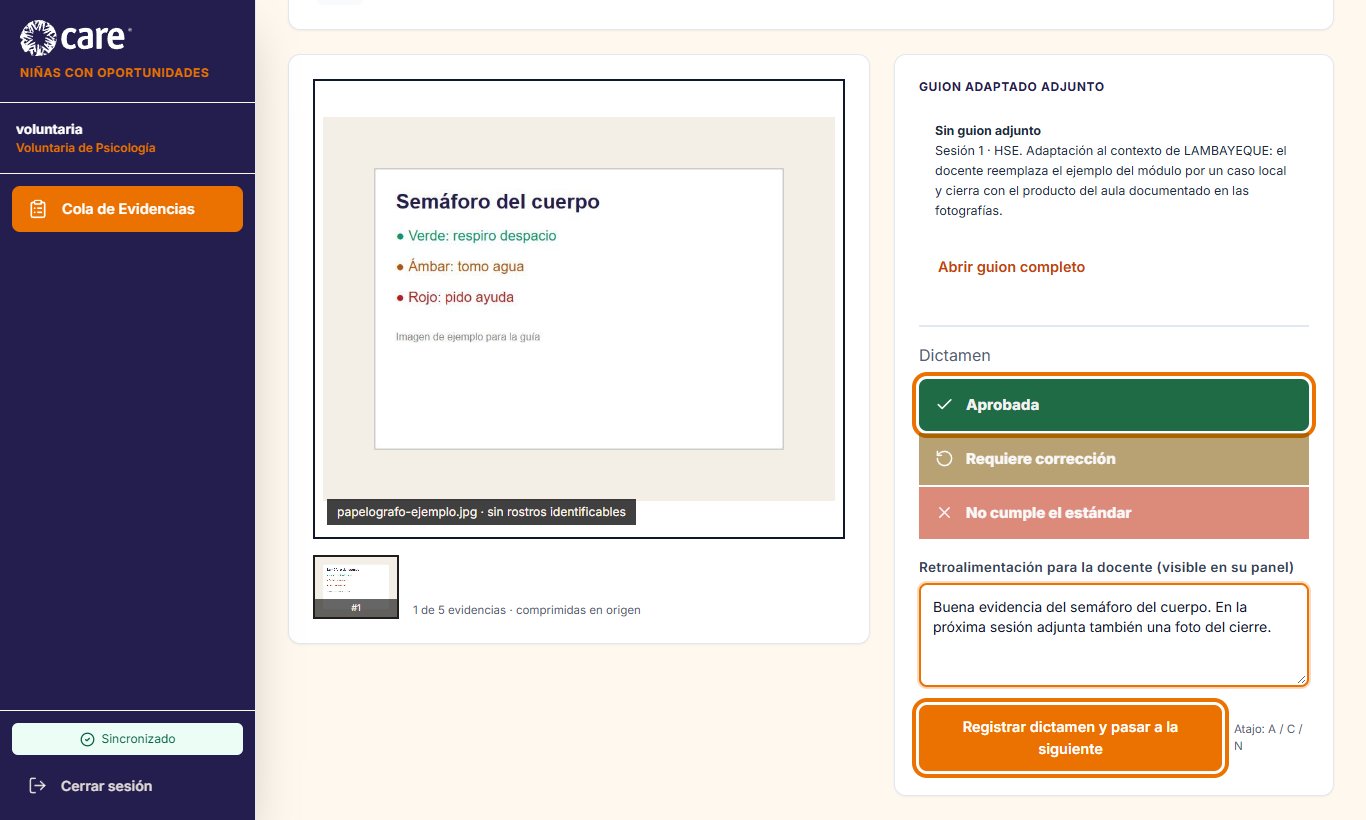 care
NIÑAS CON OPORTUNIDADES
voluntaria
Voluntaria de Psicología
Cola de Evidencias
Sincronizado
Cerrar sesión
Semáforo del cuerpo
● Verde: respiro despacio
● Ámbar: tomo agua
● Rojo: pido ayuda
Imagen de ejemplo para la guía
papelografo-ejemplo.jpg · sin rostros identificables
#1
1 de 5 evidencias · comprimidas en origen
GUION ADAPTADO ADJUNTO
Sin guion adjunto
Sesión 1 · HSE. Adaptación al contexto de LAMBAYEQUE: el
docente reemplaza el ejemplo del módulo por un caso local
y cierra con el producto del aula documentado en las
fotografías.
Abrir guion completo
Dictamen
Aprobada
Requiere corrección
No cumple el estándar
Retroalimentación para la docente (visible en su panel)
Buena evidencia del semáforo del cuerpo. En la
próxima sesión adjunta también una foto del cierre.
Registrar dictamen y pasar a la
siguiente
Atajo: A / C /
N